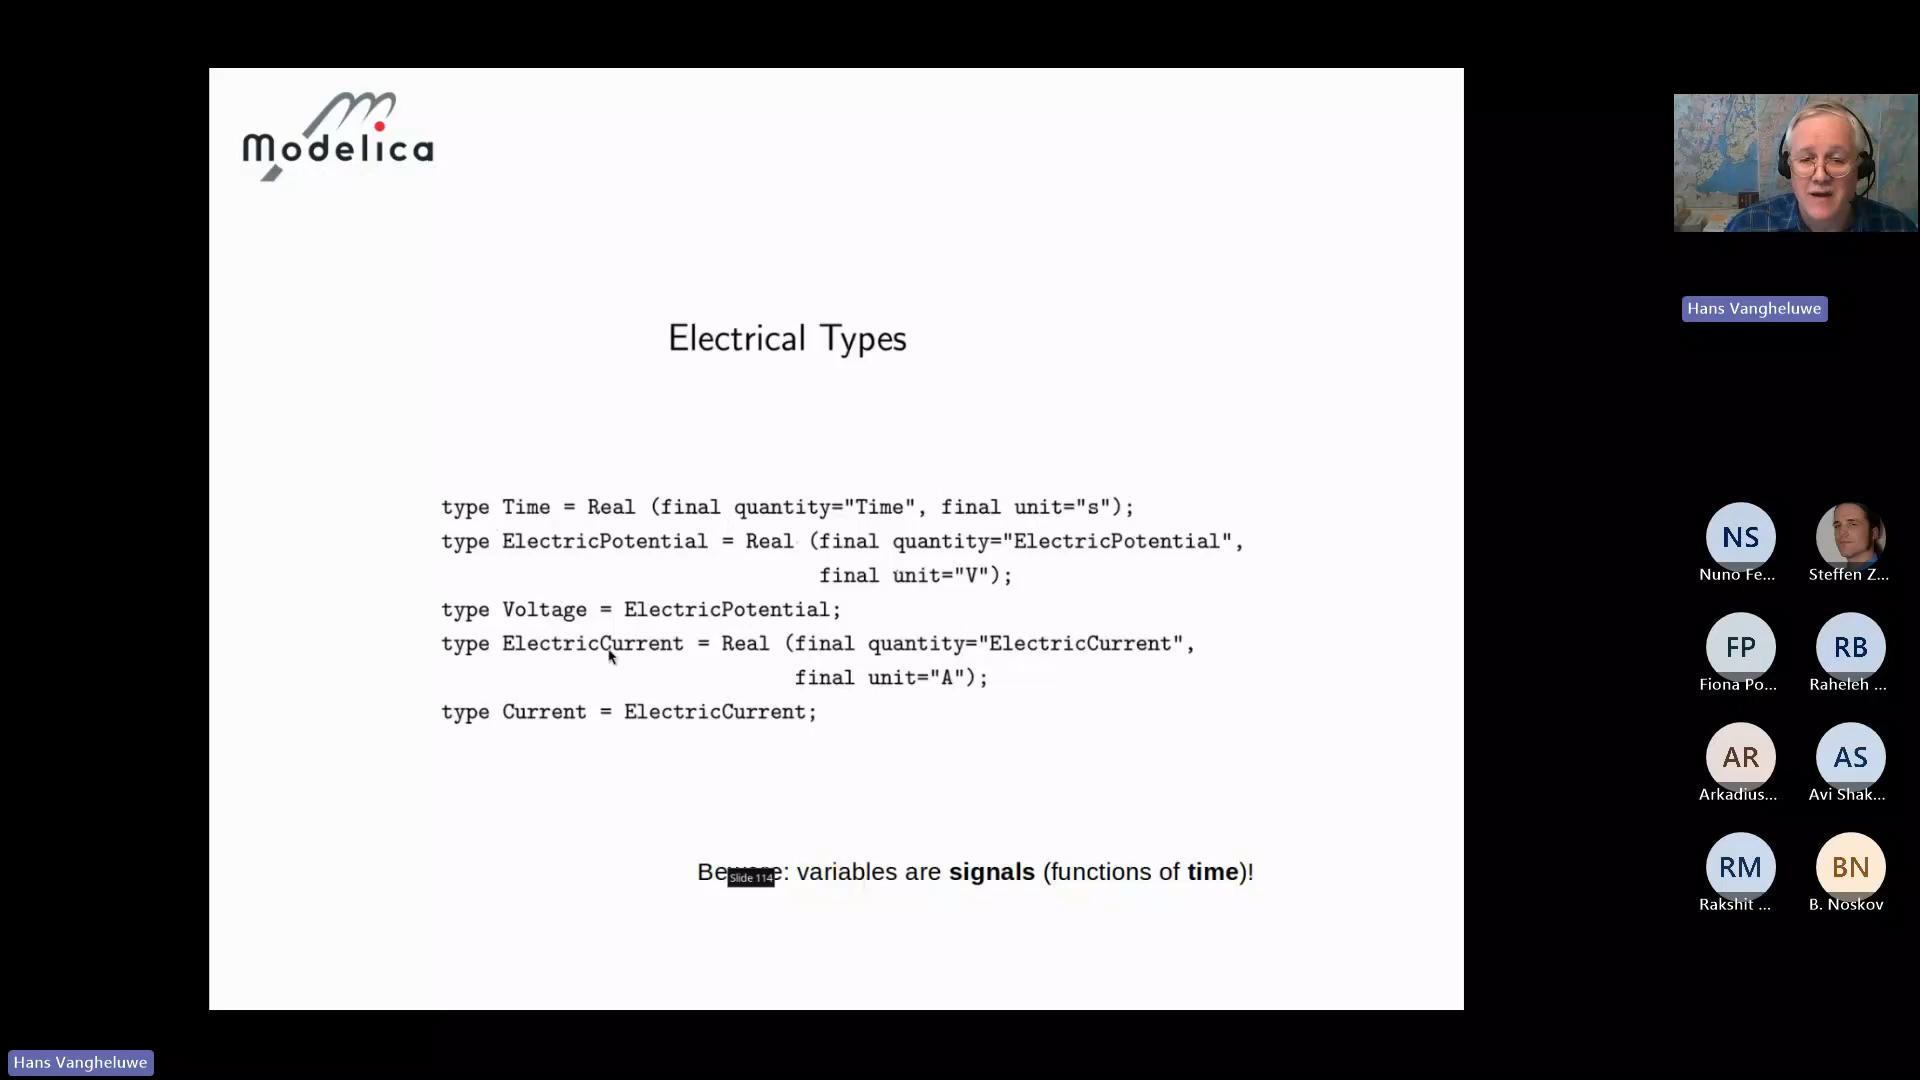 Modelica
Electrical Types
type Time = Real (final quantity="Time", final unit="s");
type ElectricPotential = Real (final quantity="ElectricPotential",
final unit="V");
type Voltage = ElectricPotential;
type ElectricCurrent = Real (final quantity="ElectricCurrent",
final unit="A");
type Current = ElectricCurrent;
Beware: variables are signals (functions of time)!
Slide 114
Hans Vangheluwe
NS
Nuno Fe...
Steffen Z...
FP
Fiona Po...
RB
Raheleh ...
AR
Arkadius...
AS
Avi Shak...
RM
Rakshit ...
BN
B. Noskov
Hans Vangheluwe